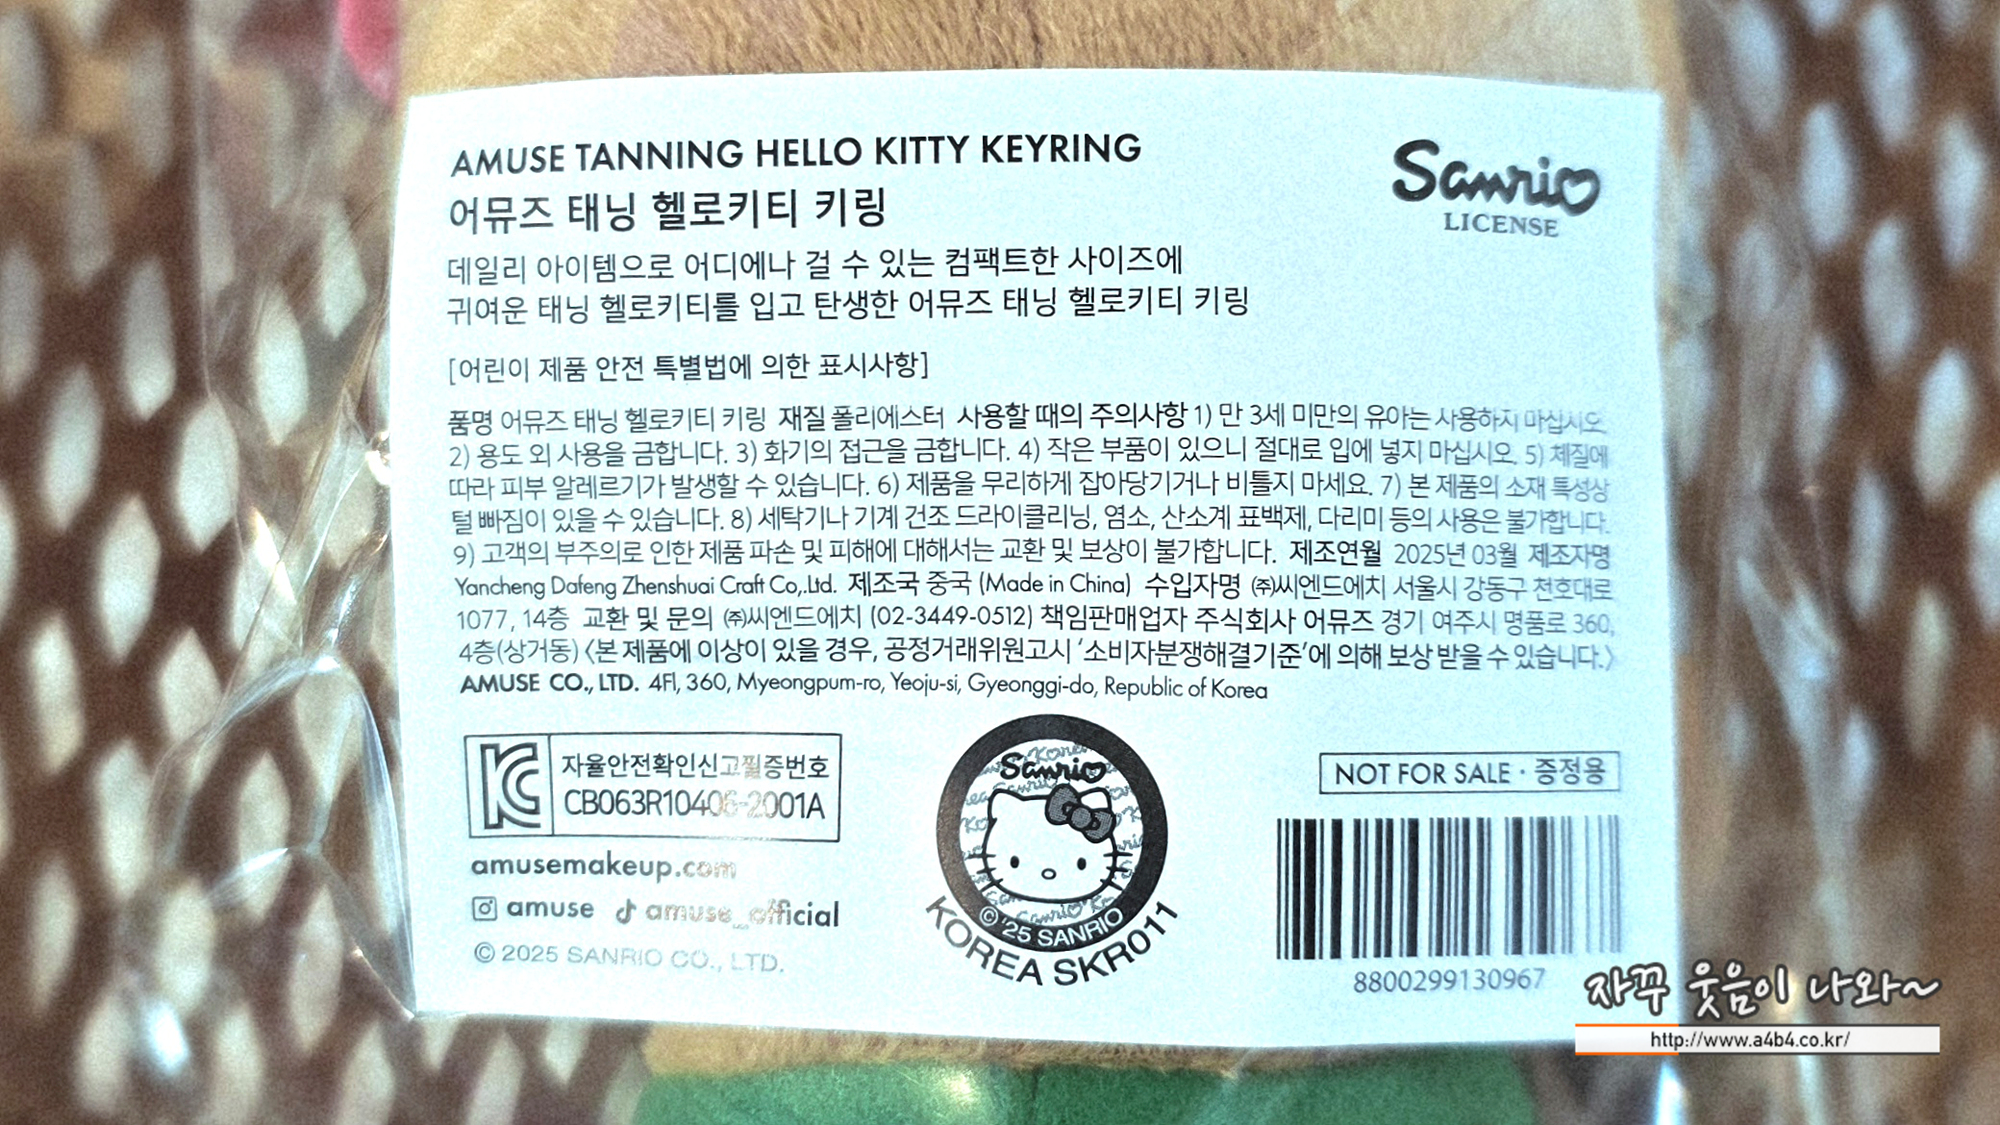 AMUSE TANNING HELLO KITTY KEYRING
어뮤즈 태닝 헬로키티 키링
Sanrio
LICENSE
데일리 아이템으로 어디에나 걸 수 있는 컴팩트한 사이즈에
귀여운 태닝 헬로키티를 입고 탄생한 어뮤즈 태닝 헬로키티 키링
[어린이 제품 안전 특별법에 의한 표시사항]
품명 어뮤즈 태닝 헬로키티 키링 재질 폴리에스터 사용할 때의 주의사항 1) 만 3세 미만의 유아는 사용하지 마십시오.
2) 용도 외 사용을 금합니다. 3) 화기의 접근을 금합니다. 4) 작은 부품이 있으니 절대로 입에 넣지 마십시오. 5) 체질에
따라 피부 알레르기가 발생할 수 있습니다. 6) 제품을 무리하게 잡아당기거나 비틀지 마세요. 7) 본 제품의 소재 특성상
털 빠짐이 있을 수 있습니다. 8) 세탁기나 기계 건조 드라이클리닝, 염소, 산소계 표백제, 다리미 등의 사용은 불가합니다.
9) 고객의 부주의로 인한 제품 파손 및 피해에 대해서는 교환 및 보상이 불가합니다. 제조연월 2025년 03월 제조자명
Yancheng Dafeng Zhenshuai Craft Co,.Ltd. 제조국 중국 (Made in China) 수입자명 ㈜씨엔드에치 서울시 강동구 천호대로
1077, 14층 교환 및 문의 ㈜씨엔드에치 (02-3449-0512) 책임판매업자 주식회사 어뮤즈 경기 여주시 명품로 360,
4층(상거동) 〈본 제품에 이상이 있을 경우, 공정거래위원고시 '소비자분쟁해결기준'에 의해 보상 받을 수 있습니다.〉
AMUSE CO., LTD. 4Fl, 360, Myeongpum-ro, Yeoju-si, Gyeonggi-do, Republic of Korea
자율안전확인신고필증번호
CB063R10406-2001A
amusemakeup.com
amuse amuse_official
© 2025 SANRIO CO., LTD.
Sanrio
© '25 SANRIO
KOREA SKR011
NOT FOR SALE · 증정용
8800299130967
자꾸 웃음이 나와~
http://www.a4b4.co.kr/